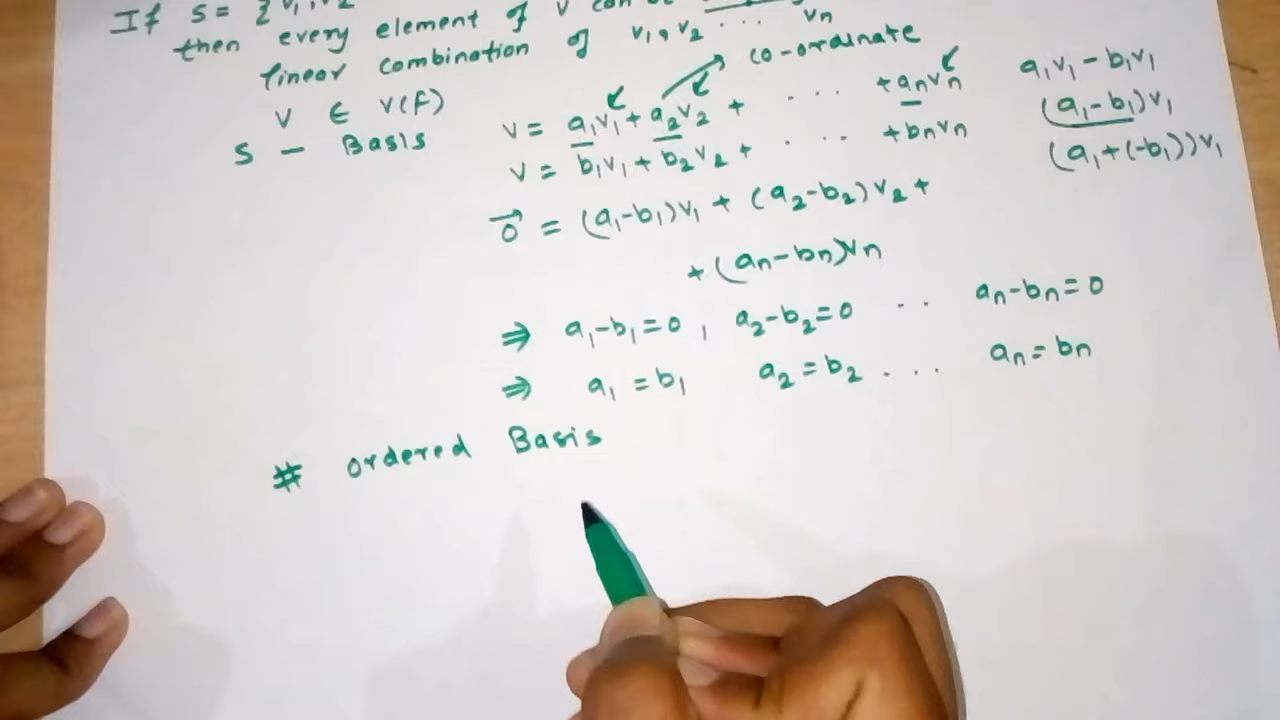 If S = {v1, v2
then every element of V can be
linear combination of v1, v2 ... vn
V ∈ V(F)
S - Basis
co-ordinate
v = a1v1 + a2v2 + ... + anvn
v = b1v1 + b2v2 + ... + bnvn
a1v1 - b1v1
(a1-b1)v1
(a1+(-b1))v1
0⃗ = (a1-b1)v1 + (a2-b2)v2 +
+ (an-bn)vn
⇒ a1-b1=0, a2-b2=0 .. an-bn=0
⇒ a1=b1 a2=b2 ... an=bn
# Ordered Basis